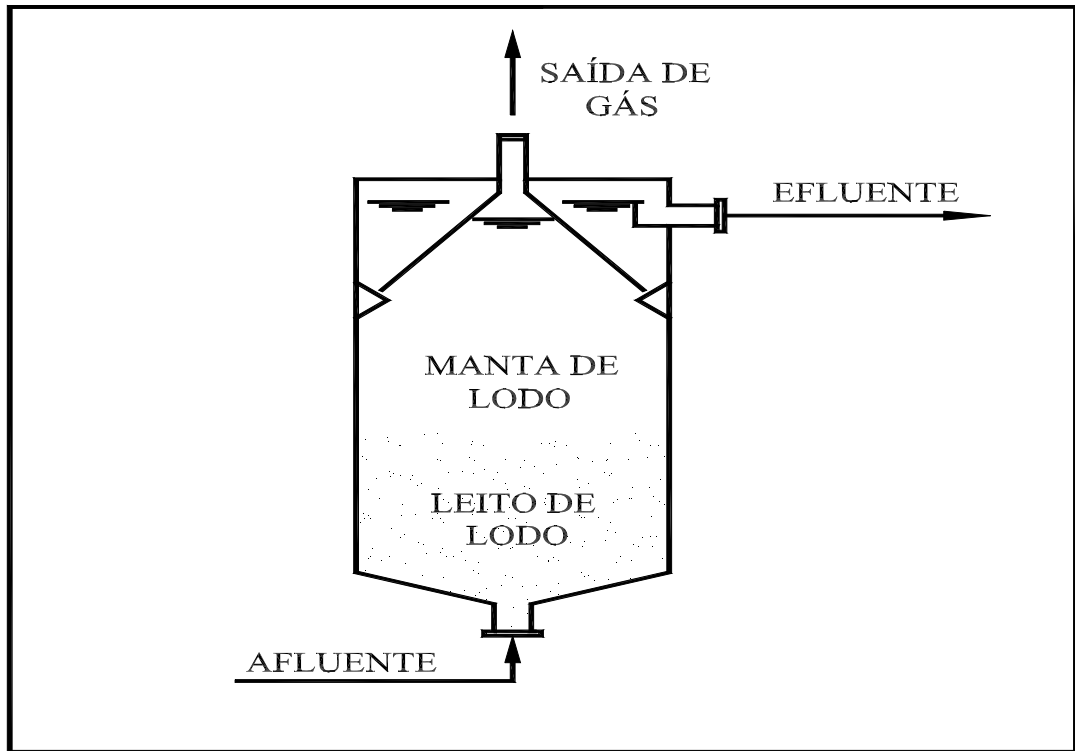 SAÍDA DE
GÁS
EFLUENTE
MANTA DE
LODO
LEITO DE
LODO
AFLUENTE